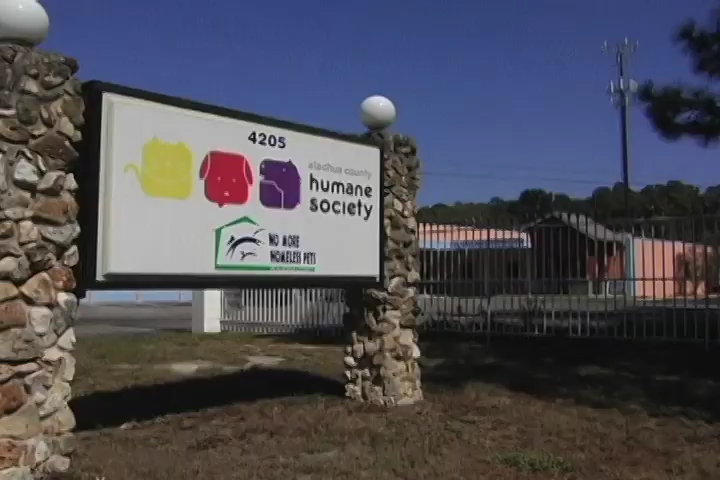 4205
alachua county
humane
society
NO MORE
HOMELESS PETS